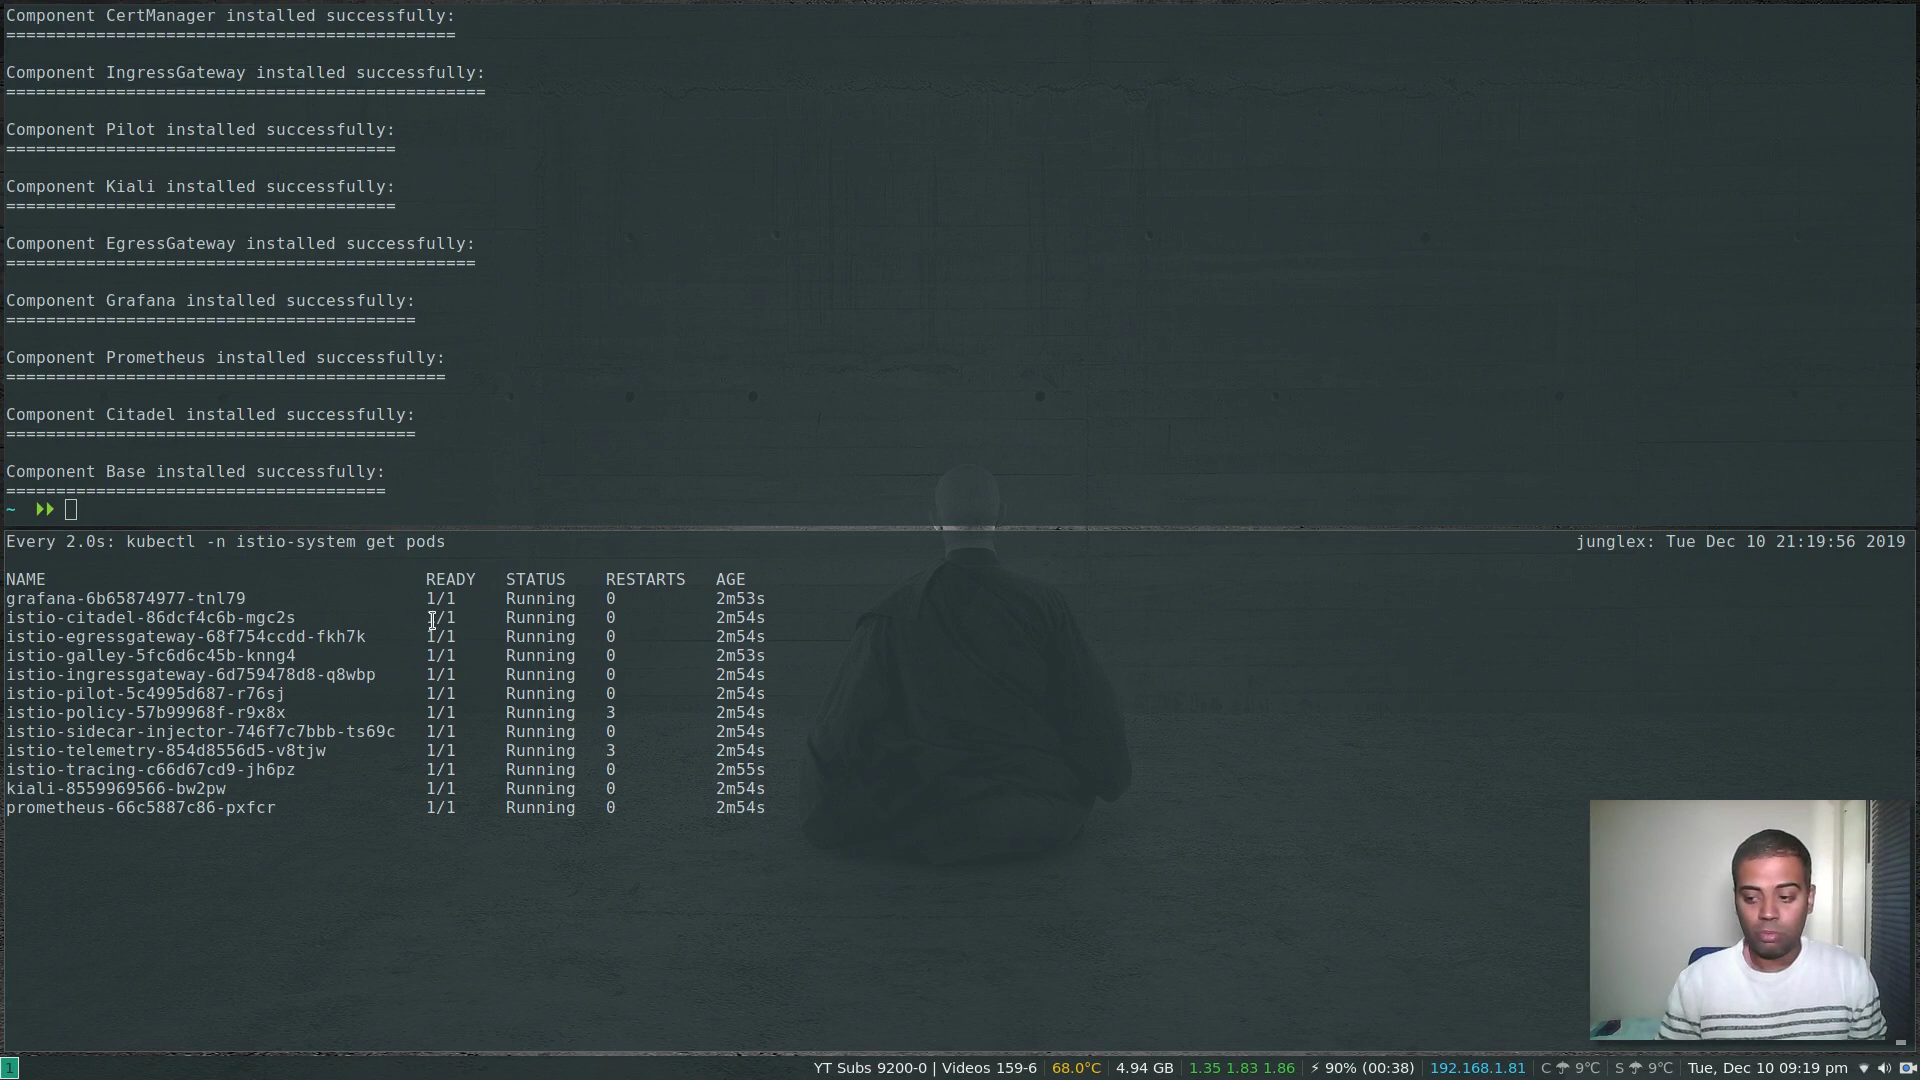 Component CertManager installed successfully:
=============================================
Component IngressGateway installed successfully:
================================================
Component Pilot installed successfully:
=======================================
Component Kiali installed successfully:
=======================================
Component EgressGateway installed successfully:
===============================================
Component Grafana installed successfully:
=========================================
Component Prometheus installed successfully:
============================================
Component Citadel installed successfully:
=========================================
Component Base installed successfully:
======================================
~
Every 2.0s: kubectl -n istio-system get pods junglex: Tue Dec 10 21:19:56 2019
NAME READY STATUS RESTARTS AGE
grafana-6b65874977-tnl79 1/1 Running 0 2m53s
istio-citadel-86dcf4c6b-mgc2s 1/1 Running 0 2m54s
istio-egressgateway-68f754ccdd-fkh7k 1/1 Running 0 2m54s
istio-galley-5fc6d6c45b-knng4 1/1 Running 0 2m53s
istio-ingressgateway-6d759478d8-q8wbp 1/1 Running 0 2m54s
istio-pilot-5c4995d687-r76sj 1/1 Running 0 2m54s
istio-policy-57b99968f-r9x8x 1/1 Running 3 2m54s
istio-sidecar-injector-746f7c7bbb-ts69c 1/1 Running 0 2m54s
istio-telemetry-854d8556d5-v8tjw 1/1 Running 3 2m54s
istio-tracing-c66d67cd9-jh6pz 1/1 Running 0 2m55s
kiali-8559969566-bw2pw 1/1 Running 0 2m54s
prometheus-66c5887c86-pxfcr 1/1 Running 0 2m54s
1 YT Subs 9200-0 | Videos 159-6 68.0°C 4.94 GB 1.35 1.83 1.86 ⚡ 90% (00:38) 192.168.1.81 C ☂ 9℃ S ☂ 9℃ Tue, Dec 10 09:19 pm